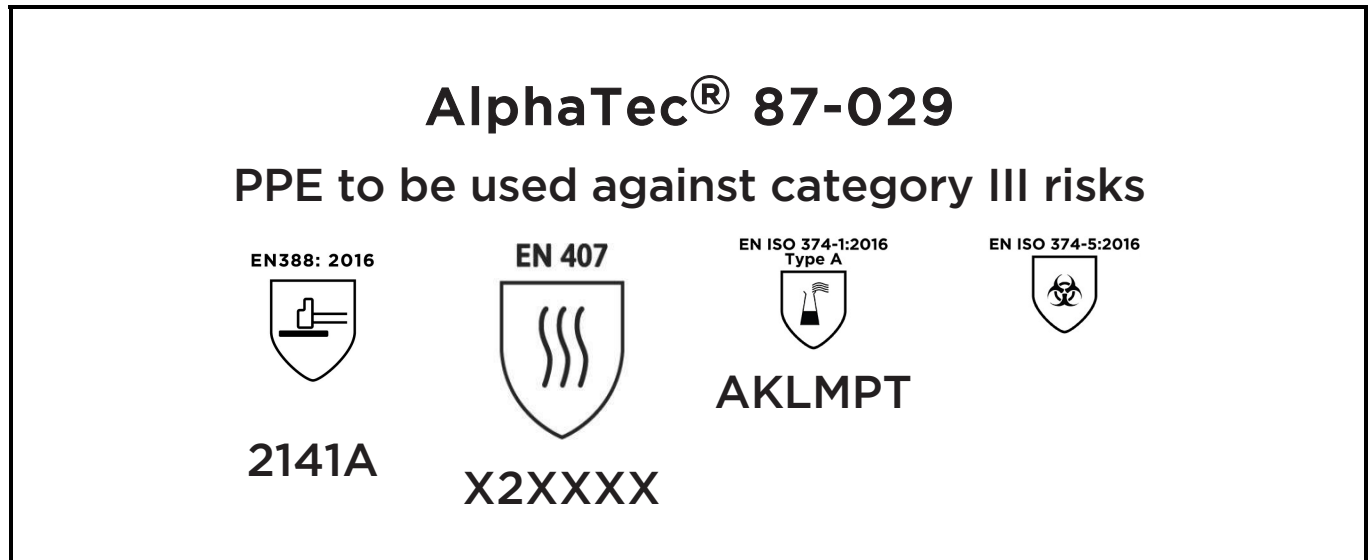 AlphaTec® 87-029
PPE to be used against category III risks
EN388: 2016
2141A
EN 407
X2XXXX
EN ISO 374-1:2016
Type A
AKLMPT
EN ISO 374-5:2016